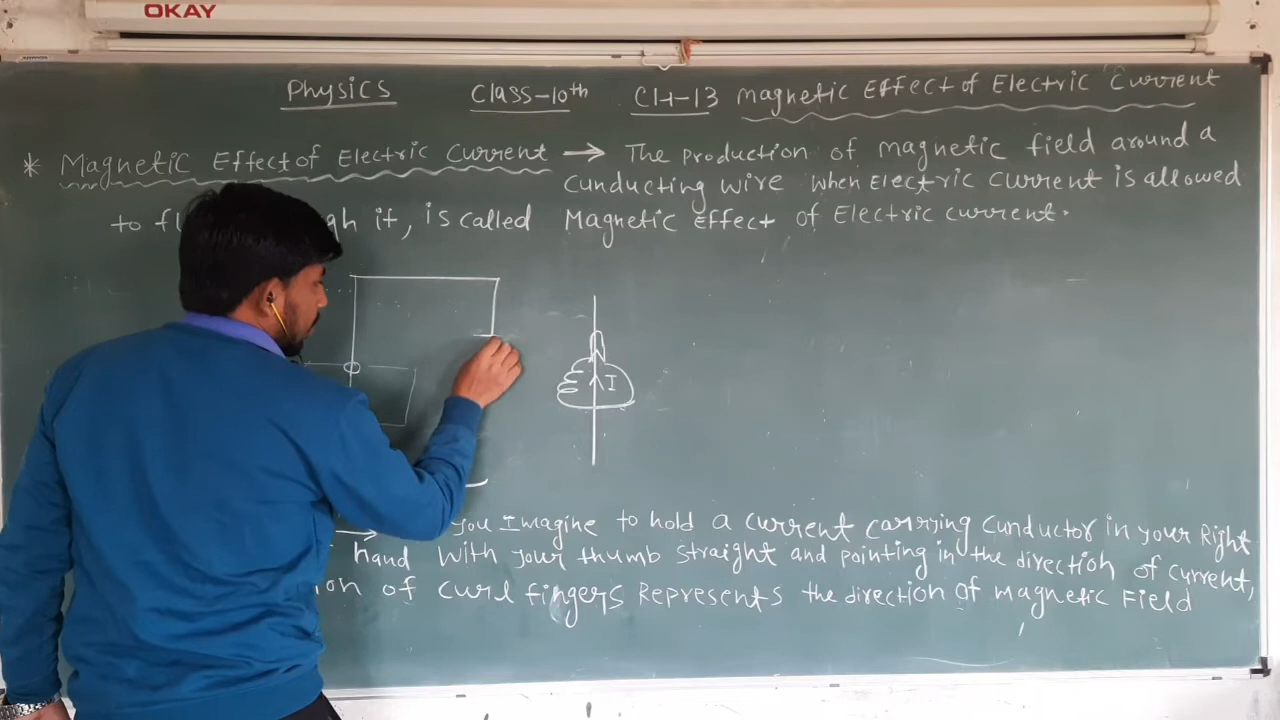 OKAY
Physics Class-10th CH-13 Magnetic Effect of Electric Current
* Magnetic Effect of Electric Current → The production of magnetic field around a
cunducting wire when Electric current is allowed
to fl gh it, is called Magnetic Effect of Electric current.
I
you Imagine to hold a current carrying cunductor in your Right
hand with your thumb straight and pointing in the direction of current,
ion of curl fingers Represents the direction of magnetic Field